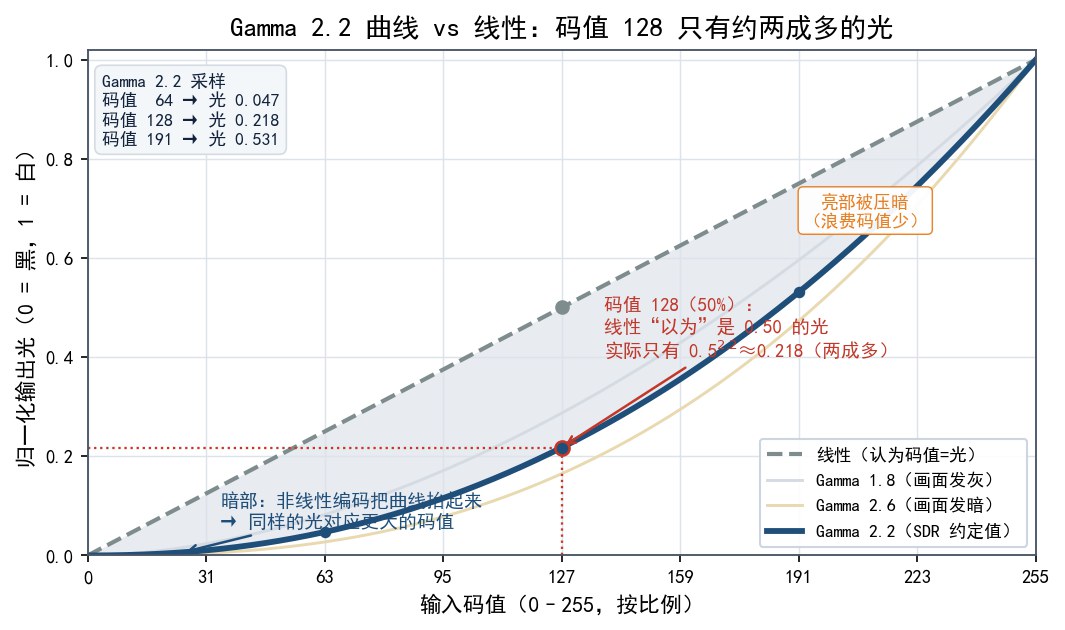 Gamma 2.2 曲线 vs 线性：码值 128 只有约两成多的光
归一化输出光（0 = 黑, 1 = 白）
1.0
0.8
0.6
0.4
0.2
0.0
Gamma 2.2 采样
码值 64 → 光 0.047
码值 128 → 光 0.218
码值 191 → 光 0.531
亮部被压暗
（浪费码值少）
码值 128（50%）：
线性“以为”是 0.50 的光
实际只有 0.5²·²≈0.218（两成多）
暗部：非线性编码把曲线抬起来
→ 同样的光对应更大的码值
线性（认为码值=光）
Gamma 1.8（画面发灰）
Gamma 2.6（画面发暗）
Gamma 2.2（SDR 约定值）
0 31 63 95 127 159 191 223 255
输入码值（0–255, 按比例）